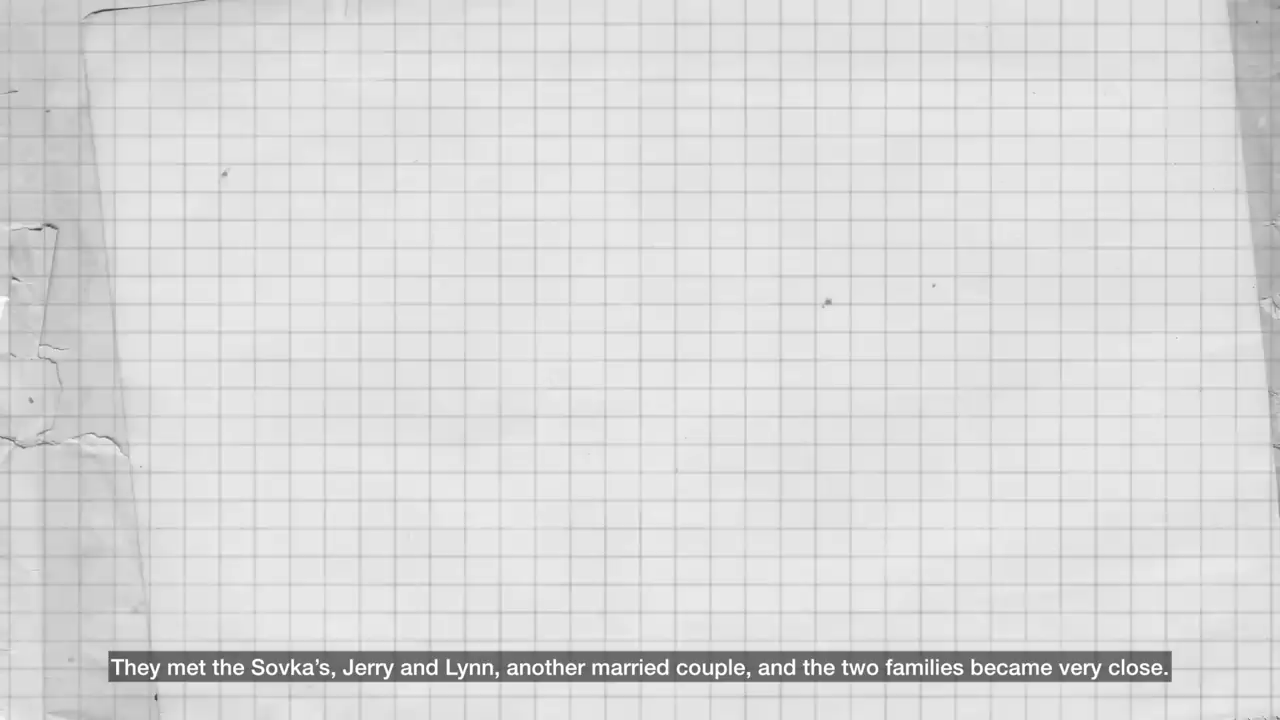 They met the Sovka’s, Jerry and Lynn, another married couple, and the two families became very close.